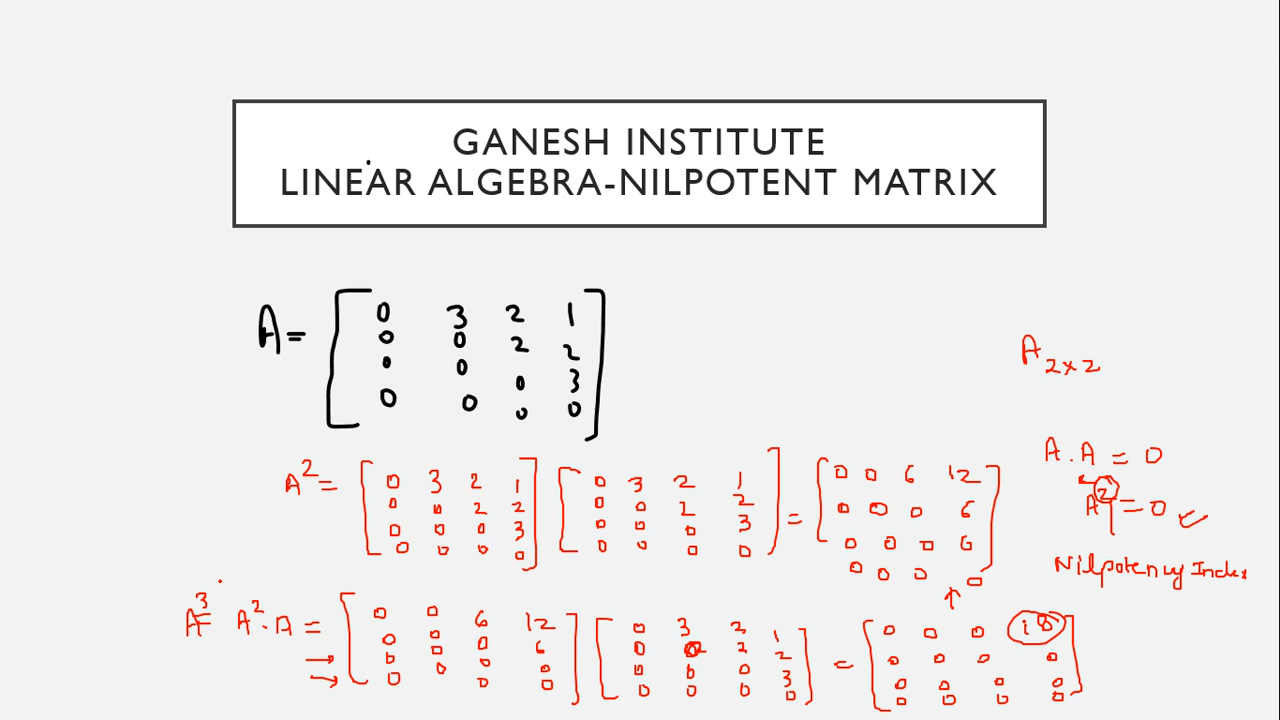 GANESH INSTITUTE
LINEAR ALGEBRA-NILPOTENT MATRIX
A = [ 0 3 2 1
0 0 2 2
0 0 0 3
0 0 0 0 ]
A 2×2
A² = [ 0 3 2 1 ] [ 0 3 2 1 ] = [ 0 0 6 12 ]
0 0 2 2 0 0 2 2 0 0 0 6
0 0 0 3 0 0 0 3 0 0 0 6
0 0 0 0 0 0 0 0 0 0 0 0
A.A = 0
A² = 0 ✓
Nilpotency Index
A³= A².A = [ 0 0 6 12 ] [ 0 3 2 1 ] = [ 0 0 0 18 ]
0 0 0 6 0 0 2 2 0 0 0 0
0 0 0 0 0 0 0 3 0 0 0 0
0 0 0 0 0 0 0 0 0 0 0 0